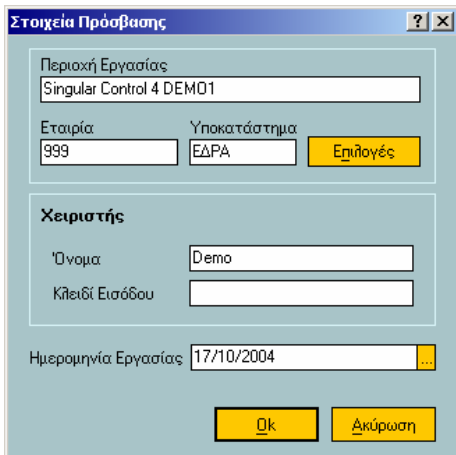 Στοιχεία Πρόσβασης
Περιοχή Εργασίας
Singular Control 4 DEMO1
Εταιρία Υποκατάστημα
999 ΕΔΡΑ Επιλογές
Χειριστής
Όνομα Demo
Κλειδί Εισόδου
Ημερομηνία Εργασίας 17/10/2004 ...
Ok Ακύρωση